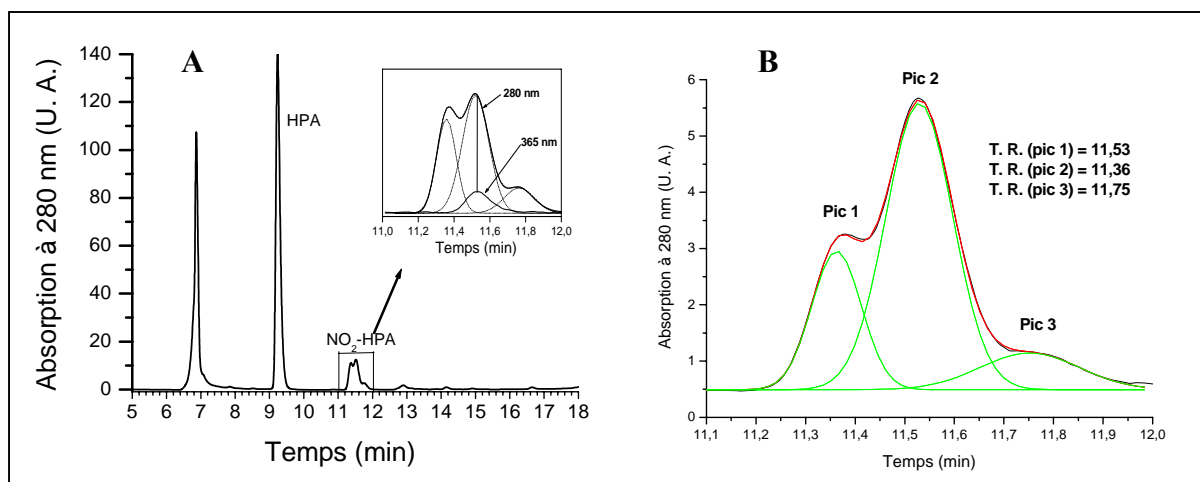 A
140
120
100
80
60
40
20
0
Absorption à 280 nm (U. A.)
HPA
NO2-HPA
5 6 7 8 9 10 11 12 13 14 15 16 17 18
Temps (min)
280 nm
365 nm
11,0 11,2 11,4 11,6 11,8 12,0
Temps (min)
B
6
5
4
3
2
1
0
Absorption à 280 nm (U. A.)
Pic 1
Pic 2
Pic 3
T. R. (pic 1) = 11,53
T. R. (pic 2) = 11,36
T. R. (pic 3) = 11,75
11,1 11,2 11,3 11,4 11,5 11,6 11,7 11,8 11,9 12,0
Temps (min)